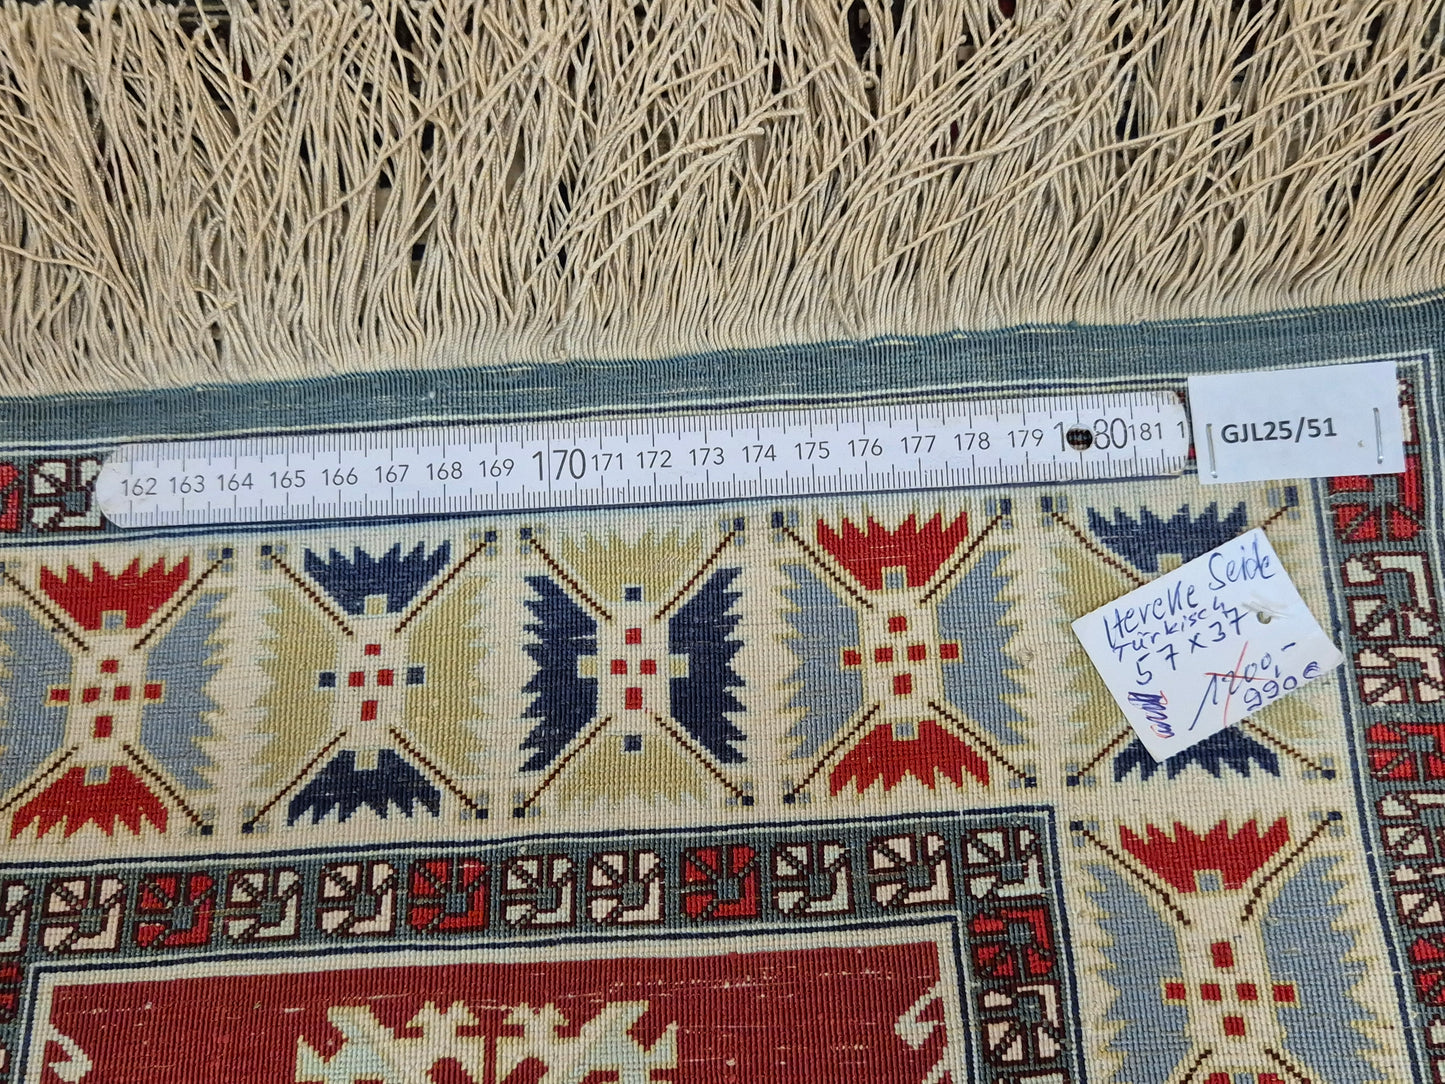 162 163 164 165 166 167 168 169 170 171 172 173 174 175 176 177 178 179 180 181 1
GJL25/51
Hereke Seide
Türkisch
57 x 37
1200,-
990€